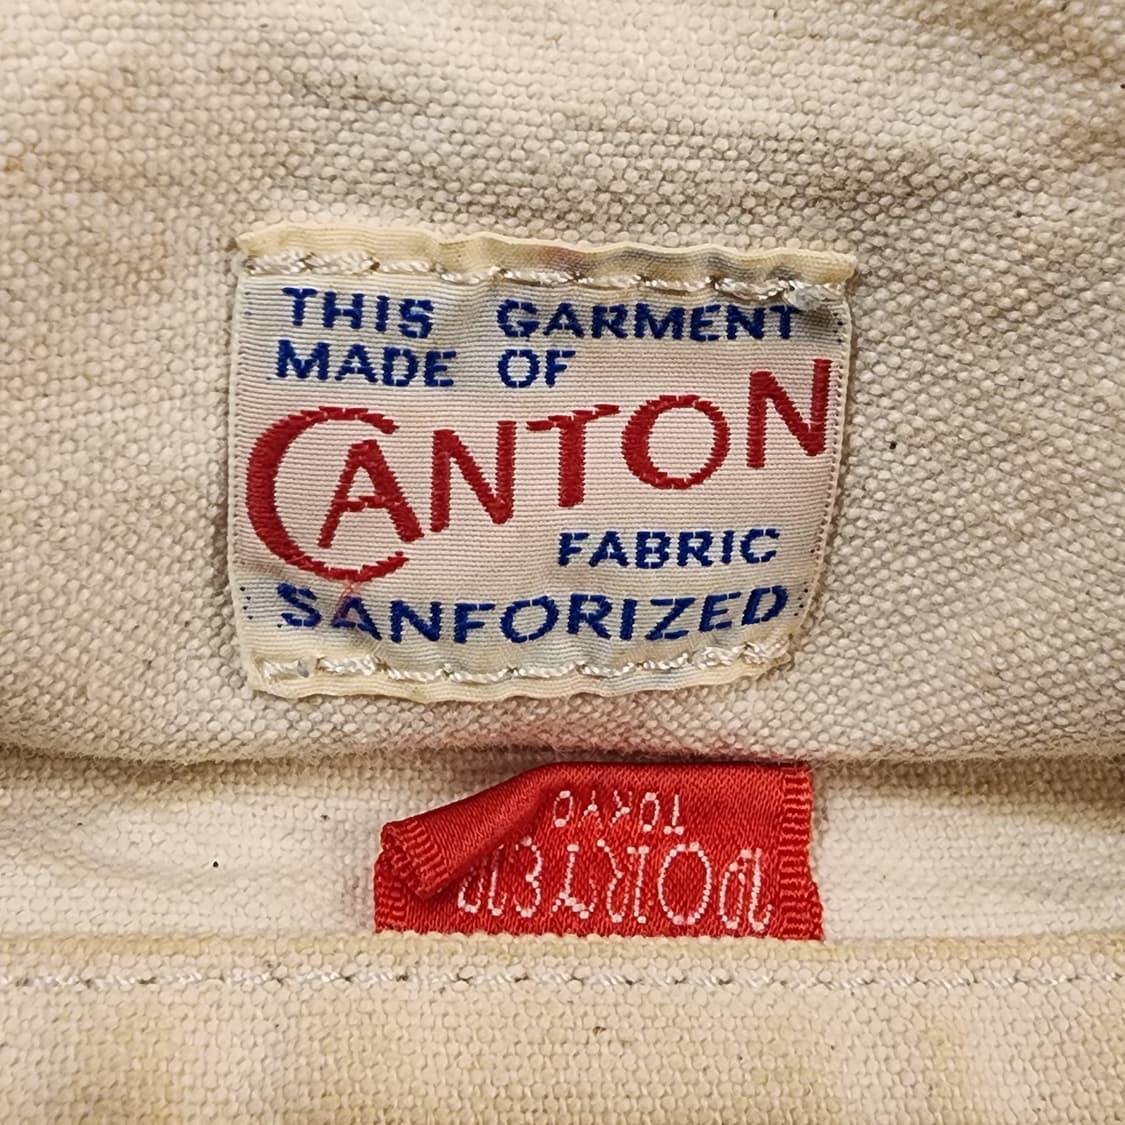 THIS GARMENT
MADE OF
CANTON
FABRIC
SANFORIZED
PORTER
TOKYO